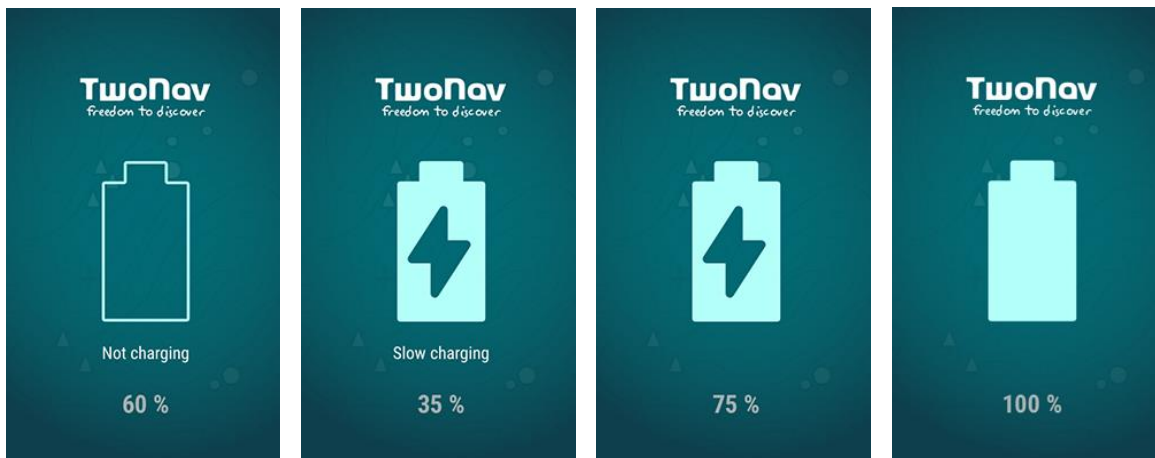 TwoNav
freedom to discover
Not charging
60 %
TwoNav
freedom to discover
Slow charging
35 %
TwoNav
freedom to discover
75 %
TwoNav
freedom to discover
100 %